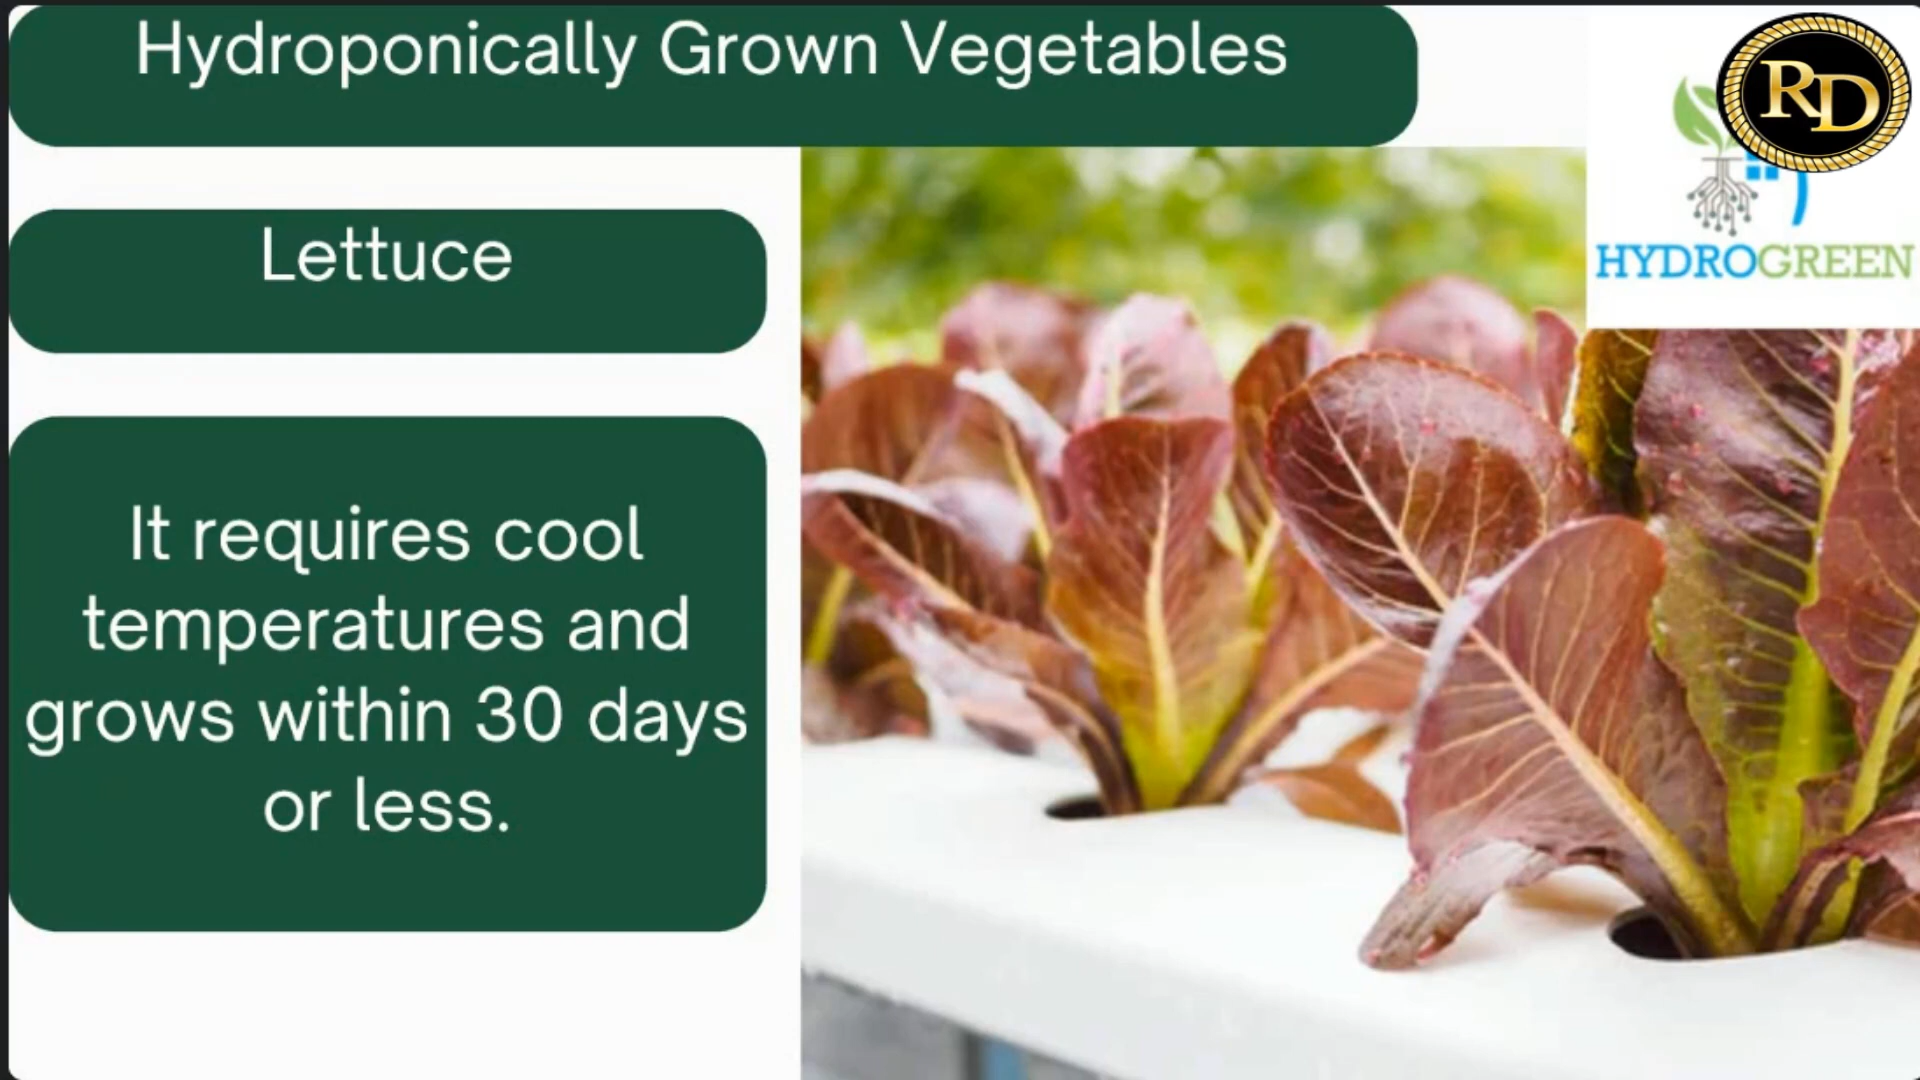 Hydroponically Grown Vegetables
RD
HYDROGREEN
Lettuce
It requires cool
temperatures and
grows within 30 days
or less.